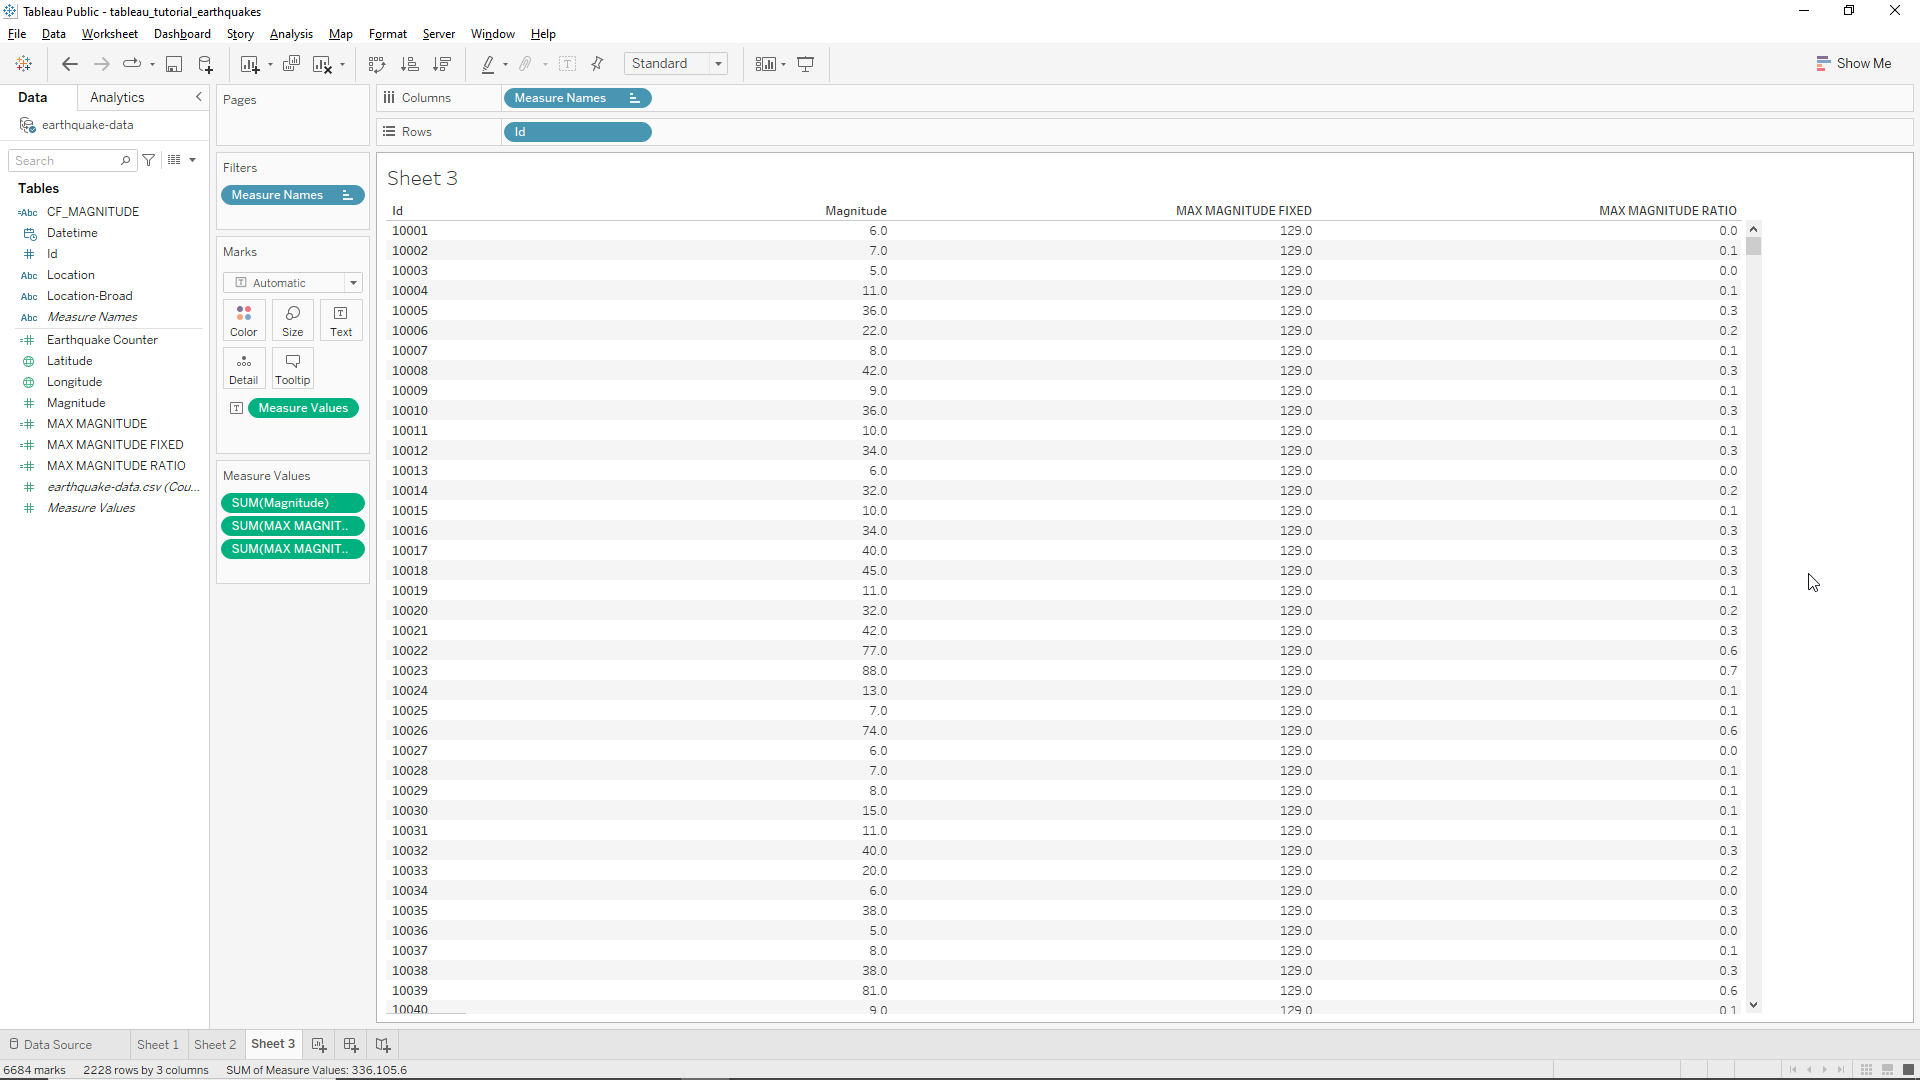 Tableau Public - tableau_tutorial_earthquakes
File Data Worksheet Dashboard Story Analysis Map Format Server Window Help
Standard
Show Me
Data Analytics
earthquake-data
Search
Tables
Abc CF_MAGNITUDE
Datetime
Id
Abc Location
Abc Location-Broad
Abc Measure Names
Earthquake Counter
Latitude
Longitude
Magnitude
MAX MAGNITUDE
MAX MAGNITUDE FIXED
MAX MAGNITUDE RATIO
earthquake-data.csv (Cou...
Measure Values
Pages
Filters
Measure Names
Marks
Automatic
Color Size Text
Detail Tooltip
Measure Values
Measure Values
SUM(Magnitude)
SUM(MAX MAGNIT..
SUM(MAX MAGNIT..
Columns Measure Names
Rows Id
Sheet 3
Id Magnitude MAX MAGNITUDE FIXED MAX MAGNITUDE RATIO
10001 6.0 129.0 0.0
10002 7.0 129.0 0.1
10003 5.0 129.0 0.0
10004 11.0 129.0 0.1
10005 36.0 129.0 0.3
10006 22.0 129.0 0.2
10007 8.0 129.0 0.1
10008 42.0 129.0 0.3
10009 9.0 129.0 0.1
10010 36.0 129.0 0.3
10011 10.0 129.0 0.1
10012 34.0 129.0 0.3
10013 6.0 129.0 0.0
10014 32.0 129.0 0.2
10015 10.0 129.0 0.1
10016 34.0 129.0 0.3
10017 40.0 129.0 0.3
10018 45.0 129.0 0.3
10019 11.0 129.0 0.1
10020 32.0 129.0 0.2
10021 42.0 129.0 0.3
10022 77.0 129.0 0.6
10023 88.0 129.0 0.7
10024 13.0 129.0 0.1
10025 7.0 129.0 0.1
10026 74.0 129.0 0.6
10027 6.0 129.0 0.0
10028 7.0 129.0 0.1
10029 8.0 129.0 0.1
10030 15.0 129.0 0.1
10031 11.0 129.0 0.1
10032 40.0 129.0 0.3
10033 20.0 129.0 0.2
10034 6.0 129.0 0.0
10035 38.0 129.0 0.3
10036 5.0 129.0 0.0
10037 8.0 129.0 0.1
10038 38.0 129.0 0.3
10039 81.0 129.0 0.6
10040 9.0 129.0 0.1
Data Source Sheet 1 Sheet 2 Sheet 3
6684 marks 2228 rows by 3 columns SUM of Measure Values: 336,105.6